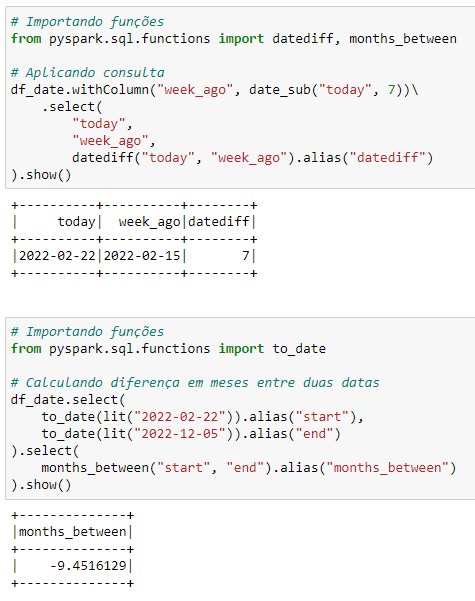 # Importando funções
from pyspark.sql.functions import datediff, months_between
# Aplicando consulta
df_date.withColumn("week_ago", date_sub("today", 7))\
    .select(
        "today",
        "week_ago",
        datediff("today", "week_ago").alias("datediff")
).show()
+----------+----------+--------+
|     today|  week_ago|datediff|
+----------+----------+--------+
|2022-02-22|2022-02-15|       7|
+----------+----------+--------+
# Importando funções
from pyspark.sql.functions import to_date
# Calculando diferença em meses entre duas datas
df_date.select(
    to_date(lit("2022-02-22")).alias("start"),
    to_date(lit("2022-12-05")).alias("end")
).select(
    months_between("start", "end").alias("months_between")
).show()
+--------------+
|months_between|
+--------------+
|    -9.4516129|
+--------------+